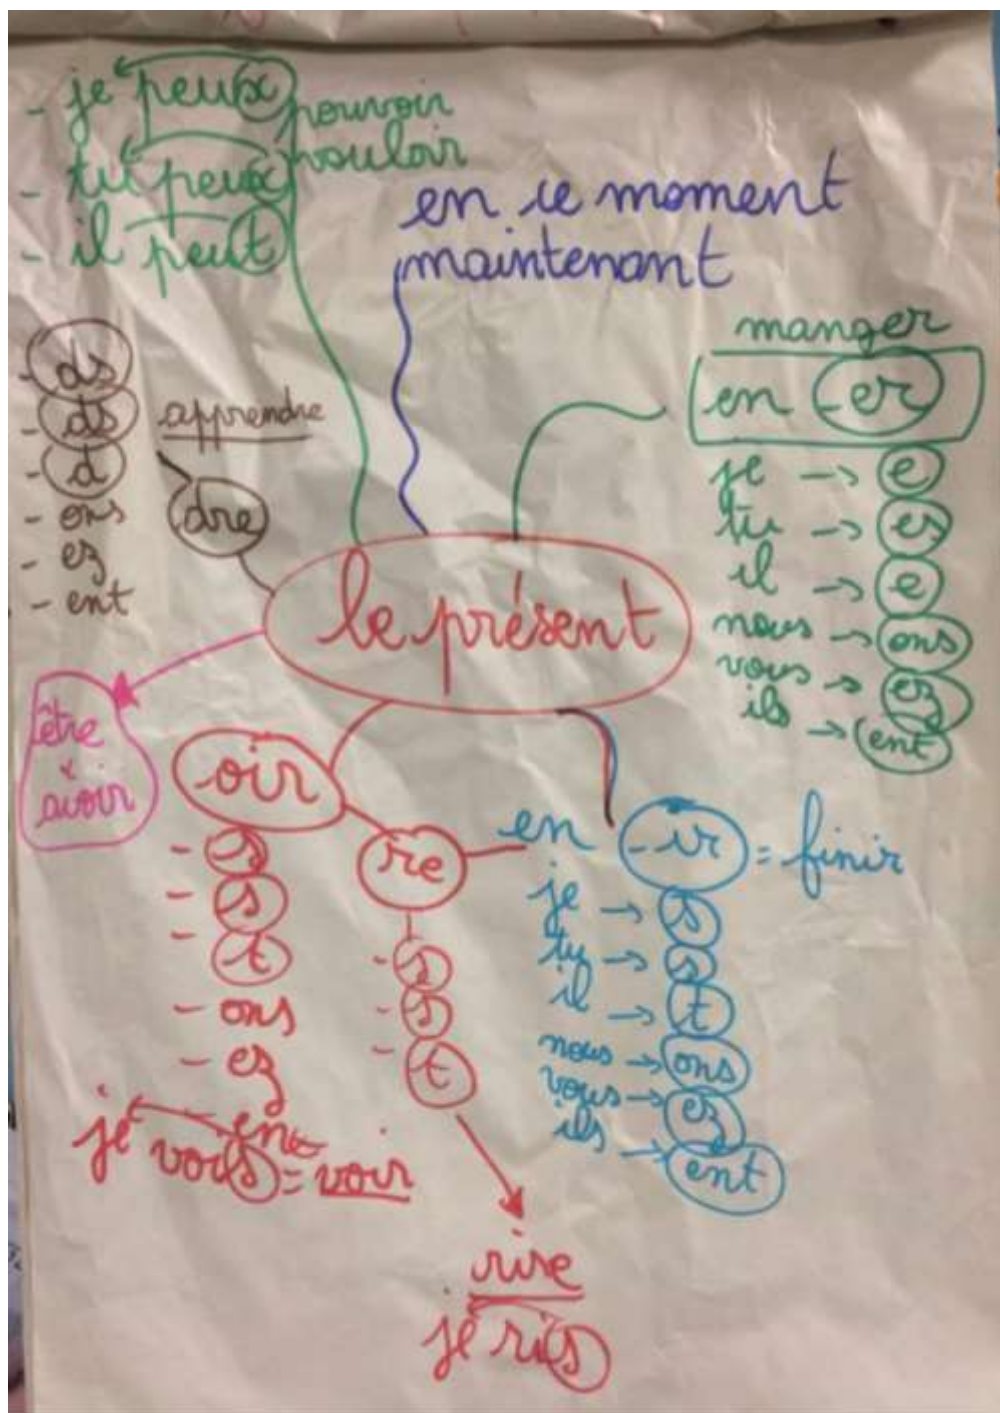 - je peux
- tu peux
- il peut
pouvoir
vouloir
en ce moment
maintenant
manger
en -er
je → e
tu → es
il → e
nous → ons
vous → ez
ils → ent
- ds
- ds
- d
- ons
- ez
- ent
apprendre
dre
le présent
être
avoir
oir
- s
- s
- t
- ons
- ez
ent
je vois = voir
re
- s
- s
- t
rire
je ris
en -ir = finir
je → s
tu → s
il → t
nous → ons
vous → ez
ils → ent